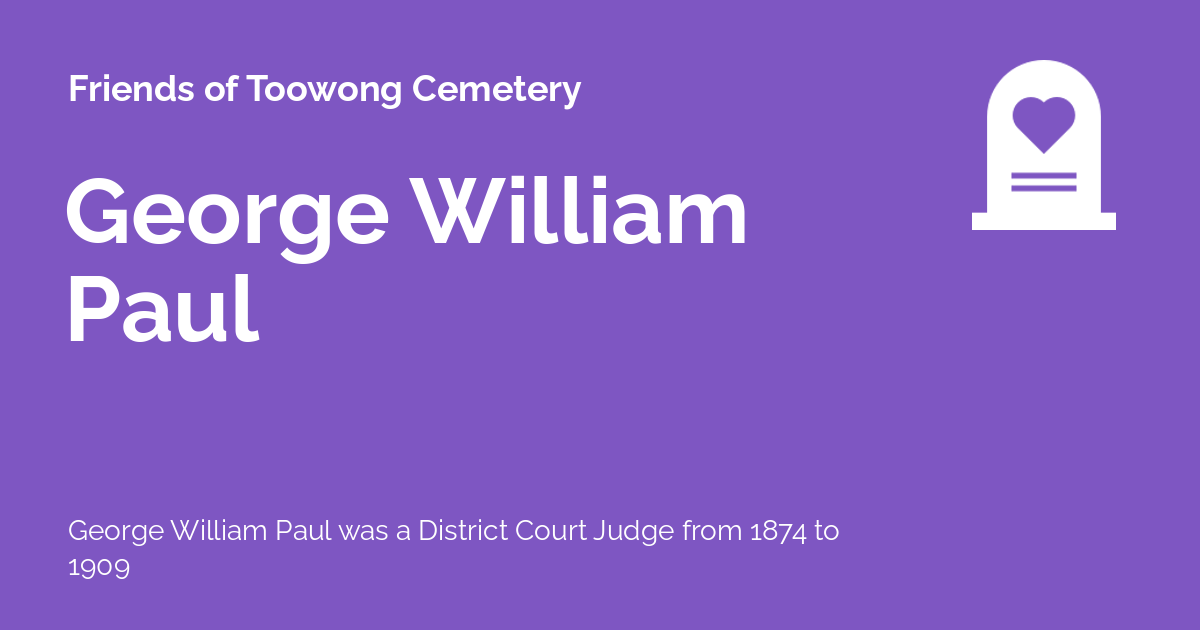 Friends of Toowong Cemetery
George William
Paul
George William Paul was a District Court Judge from 1874 to
1909